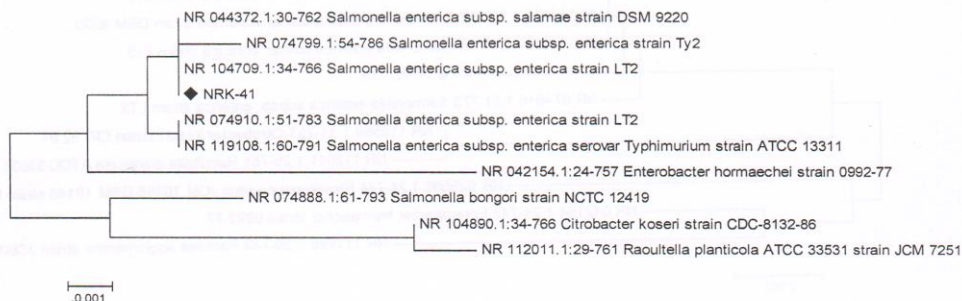 NR 044372.1:30-762 Salmonella enterica subsp. salamae strain DSM 9220
NR 074799.1:54-786 Salmonella enterica subsp. enterica strain Ty2
NR 104709.1:34-766 Salmonella enterica subsp. enterica strain LT2
NRK-41
NR 074910.1:51-783 Salmonella enterica subsp. enterica strain LT2
NR 119108.1:60-791 Salmonella enterica subsp. enterica serovar Typhimurium strain ATCC 13311
NR 042154.1:24-757 Enterobacter hormaechei strain 0992-77
NR 074888.1:61-793 Salmonella bongori strain NCTC 12419
NR 104890.1:34-766 Citrobacter koseri strain CDC-8132-86
NR 112011.1:29-761 Raoultella planticola ATCC 33531 strain JCM 7251
0.001